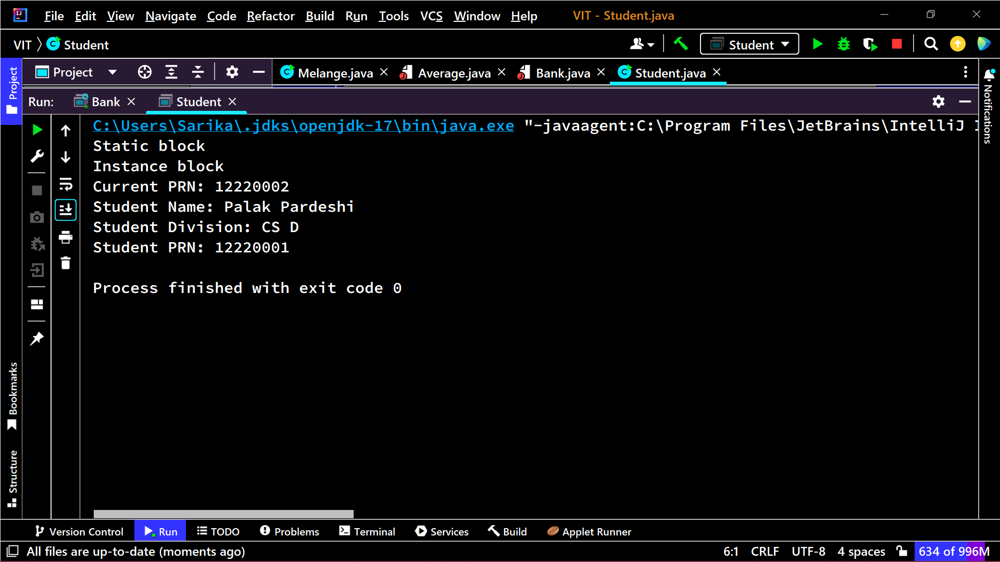 File Edit View Navigate Code Refactor Build Run Tools VCS Window Help VIT - Student.java
VIT Student
Student
Project
Project
Melange.java
Average.java
Bank.java
Student.java
Notifications
Run: Bank Student
C:\Users\Sarika\.jdks\openjdk-17\bin\java.exe "-javaagent:C:\Program Files\JetBrains\IntelliJ
Static block
Instance block
Current PRN: 12220002
Student Name: Palak Pardeshi
Student Division: CS D
Student PRN: 12220001
Process finished with exit code 0
Bookmarks
Structure
Version Control Run TODO Problems Terminal Services Build Applet Runner
All files are up-to-date (moments ago) 6:1 CRLF UTF-8 4 spaces 634 of 996M